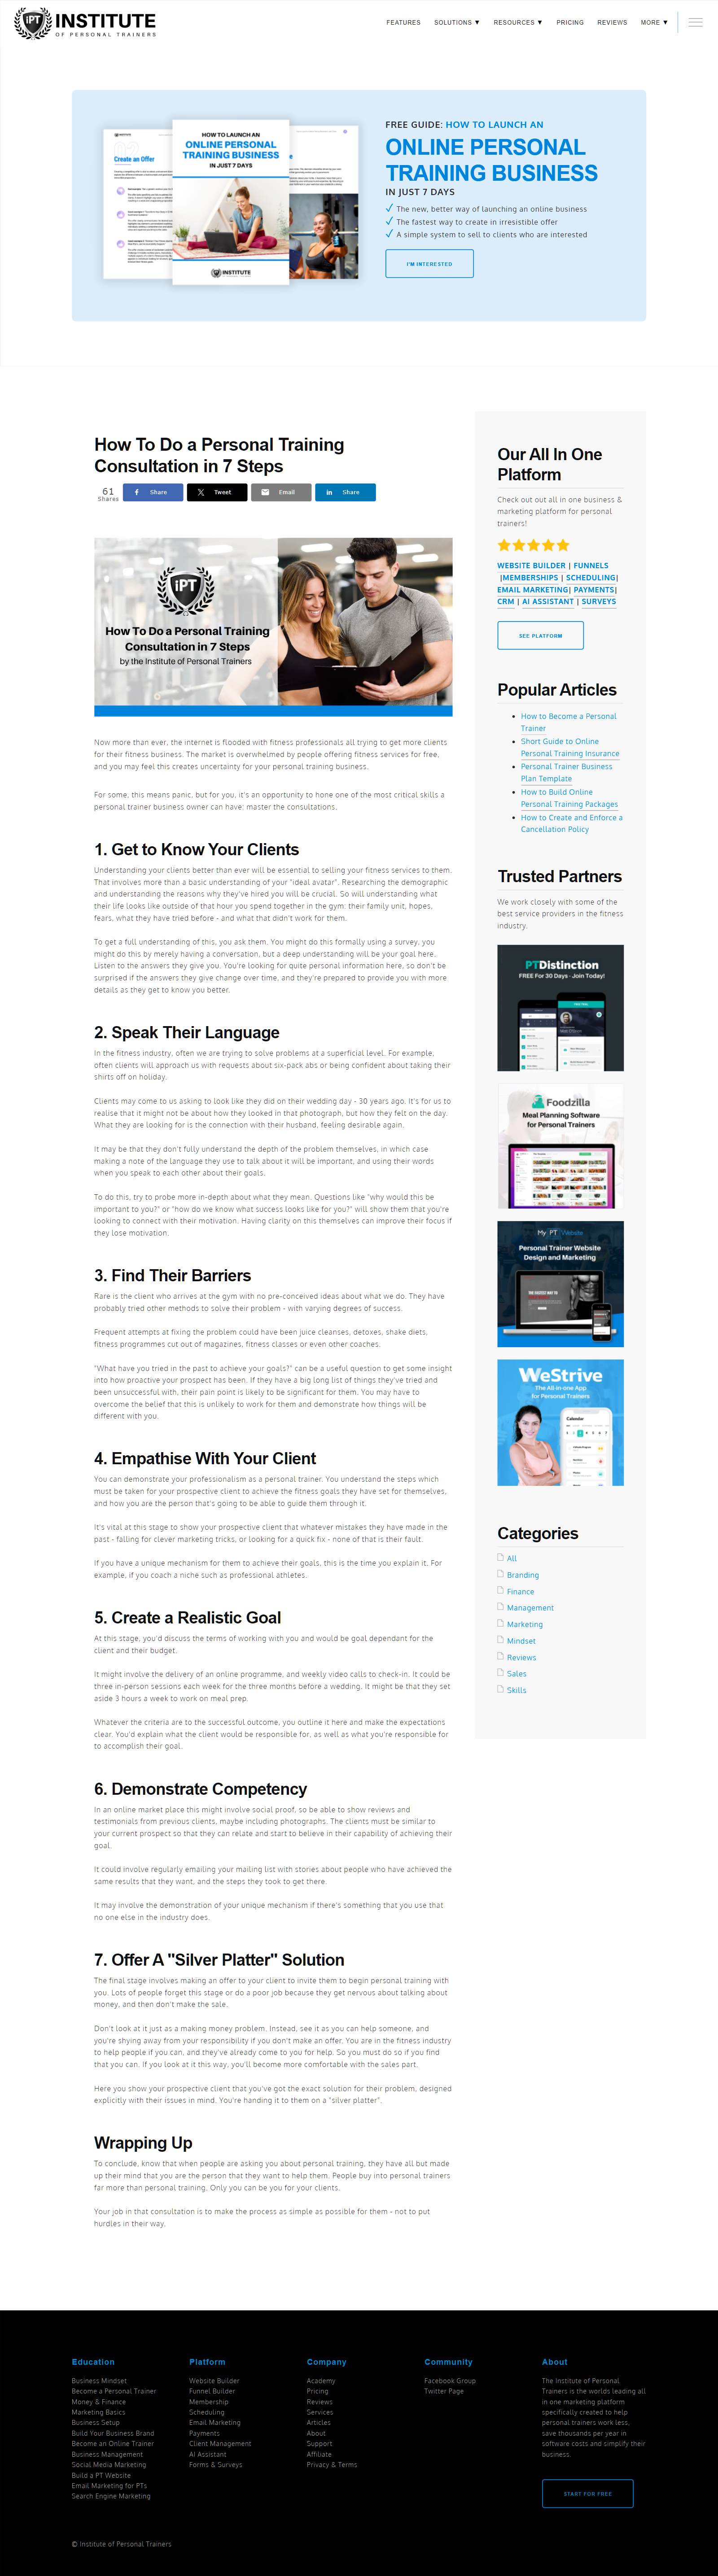 iPT INSTITUTE
OF PERSONAL TRAINERS
FEATURES SOLUTIONS ▼ RESOURCES ▼ PRICING REVIEWS MORE ▼
Create an Offer
HOW TO LAUNCH AN
ONLINE PERSONAL
TRAINING BUSINESS
IN JUST 7 DAYS
INSTITUTE
FREE GUIDE: HOW TO LAUNCH AN
ONLINE PERSONAL
TRAINING BUSINESS
IN JUST 7 DAYS
The new, better way of launching an online business
The fastest way to create in irresistible offer
A simple system to sell to clients who are interested
I'M INTERESTED
How To Do a Personal Training
Consultation in 7 Steps
61
Shares
Share Tweet Email Share
iPT
How to Do a Personal Training
Consultation in 7 Steps
by the Institute of Personal Trainers
Now more than ever, the internet is flooded with fitness professionals all trying to get more clients
for their fitness business. The market is overwhelmed by people offering fitness services for free,
and you may feel this creates uncertainty for your personal training business.
For some, this means panic, but for you, it's an opportunity to hone one of the most critical skills a
personal trainer business owner can have: master the consultations.
1. Get to Know Your Clients
Understanding your clients better than ever will be essential to selling your fitness services to them.
That involves more than a basic understanding of your "ideal avatar". Researching the demographic
and understanding the reasons why they've hired you will be crucial. So will understanding what
their life looks like outside of that hour you spend together in the gym: their family unit, hopes,
fears, what they have tried before - and what that didn't work for them.
To get a full understanding of this, you ask them. You might do this formally using a survey, you
might do this by merely having a conversation, but a deep understanding will be your goal here.
Listen to the answers they give you. You're looking for quite personal information here, so don't be
surprised if the answers they give change over time, and they're prepared to provide you with more
details as they get to know you better.
2. Speak Their Language
In the fitness industry, often we are trying to solve problems at a superficial level. For example,
often clients will approach us with requests about six-pack abs or being confident about taking their
shirts off on holiday.
Clients may come to us asking to look like they did on their wedding day - 30 years ago. It's for us to
realise that it might not be about how they looked in that photograph, but how they felt on the day.
What they are looking for is the connection with their husband, feeling desirable again.
It may be that they don't fully understand the depth of the problem themselves, in which case
making a note of the language they use to talk about it will be important, and using their words
when you speak to each other about their goals.
To do this, try to probe more in-depth about what they mean. Questions like "why would this be
important to you?" or "how do we know what success looks like for you?" will show them that you're
looking to connect with their motivation. Having clarity on this themselves can improve their focus if
they lose motivation.
3. Find Their Barriers
Rare is the client who arrives at the gym with no pre-conceived ideas about what we do. They have
probably tried other methods to solve their problem - with varying degrees of success.
Frequent attempts at fixing the problem could have been juice cleanses, detoxes, shake diets,
fitness programmes cut out of magazines, fitness classes or even other coaches.
"What have you tried in the past to achieve your goals?" can be a useful question to get some insight
into how proactive your prospect has been. If they have a big long list of things they've tried and
been unsuccessful with, their pain point is likely to be significant for them. You may have to
overcome the belief that this is unlikely to work for them and demonstrate how things will be
different with you.
4. Empathise With Your Client
You can demonstrate your professionalism as a personal trainer. You understand the steps which
must be taken for your prospective client to achieve the fitness goals they have set for themselves,
and how you are the person that's going to be able to guide them through it.
It's vital at this stage to show your prospective client that whatever mistakes they have made in the
past - falling for clever marketing tricks, or looking for a quick fix - none of that is their fault.
If you have a unique mechanism for them to achieve their goals, this is the time you explain it. For
example, if you coach a niche such as professional athletes.
5. Create a Realistic Goal
At this stage, you'd discuss the terms of working with you and would be goal dependant for the
client and their budget.
It might involve the delivery of an online programme, and weekly video calls to check-in. It could be
three in-person sessions each week for the three months before a wedding. It might be that they set
aside 3 hours a week to work on meal prep.
Whatever the criteria are to the successful outcome, you outline it here and make the expectations
clear. You'd explain what the client would be responsible for, as well as what you're responsible for
to accomplish their goal.
6. Demonstrate Competency
In an online market place this might involve social proof, so be able to show reviews and
testimonials from previous clients, maybe including photographs. The clients must be similar to
your current prospect so that they can relate and start to believe in their capability of achieving their
goal.
It could involve regularly emailing your mailing list with stories about people who have achieved the
same results that they want, and the steps they took to get there.
It may involve the demonstration of your unique mechanism if there's something that you use that
no one else in the industry does.
7. Offer A "Silver Platter" Solution
The final stage involves making an offer to your client to invite them to begin personal training with
you. Lots of people forget this stage or do a poor job because they get nervous about talking about
money, and then don't make the sale.
Don't look at it just as a making money problem. Instead, see it as you can help someone, and
you're shying away from your responsibility if you don't make an offer. You are in the fitness industry
to help people if you can, and they've already come to you for help. So you must do so if you find
that you can. If you look at it this way, you'll become more comfortable with the sales part.
Here you show your prospective client that you've got the exact solution for their problem, designed
explicitly with their issues in mind. You're handing it to them on a "silver platter".
Wrapping Up
To conclude, know that when people are asking you about personal training, they have all but made
up their mind that you are the person that they want to help them. People buy into personal trainers
far more than personal training. Only you can be you for your clients.
Your job in that consultation is to make the process as simple as possible for them - not to put
hurdles in their way.
Our All In One
Platform
Check out out all in one business &
marketing platform for personal
trainers!
WEBSITE BUILDER | FUNNELS
|MEMBERSHIPS | SCHEDULING|
EMAIL MARKETING| PAYMENTS|
CRM | AI ASSISTANT | SURVEYS
SEE PLATFORM
Popular Articles
How to Become a Personal
Trainer
Short Guide to Online
Personal Training Insurance
Personal Trainer Business
Plan Template
How to Build Online
Personal Training Packages
How to Create and Enforce a
Cancellation Policy
Trusted Partners
We work closely with some of the
best service providers in the fitness
industry.
PTDistinction
FREE For 30 Days - Join Today!
Foodzilla
Meal Planning Software
for Personal Trainers
My PT Website
Personal Trainer Website
Design and Marketing
WeStrive
The All in one App
for Personal Trainers
Calendar
Categories
All
Branding
Finance
Management
Marketing
Mindset
Reviews
Sales
Skills
Education
Business Mindset
Become a Personal Trainer
Money & Finance
Marketing Basics
Business Setup
Build Your Business Brand
Become an Online Trainer
Business Management
Social Media Marketing
Build a PT Website
Email Marketing for PTs
Search Engine Marketing
Platform
Website Builder
Funnel Builder
Membership
Scheduling
Email Marketing
Payments
Client Management
AI Assistant
Forms & Surveys
Company
Academy
Pricing
Reviews
Services
Articles
About
Support
Affiliate
Privacy & Terms
Community
Facebook Group
Twitter Page
About
The Institute of Personal
Trainers is the worlds leading all
in one marketing platform
specifically created to help
personal trainers work less,
save thousands per year in
software costs and simplify their
business.
START FOR FREE
© Institute of Personal Trainers